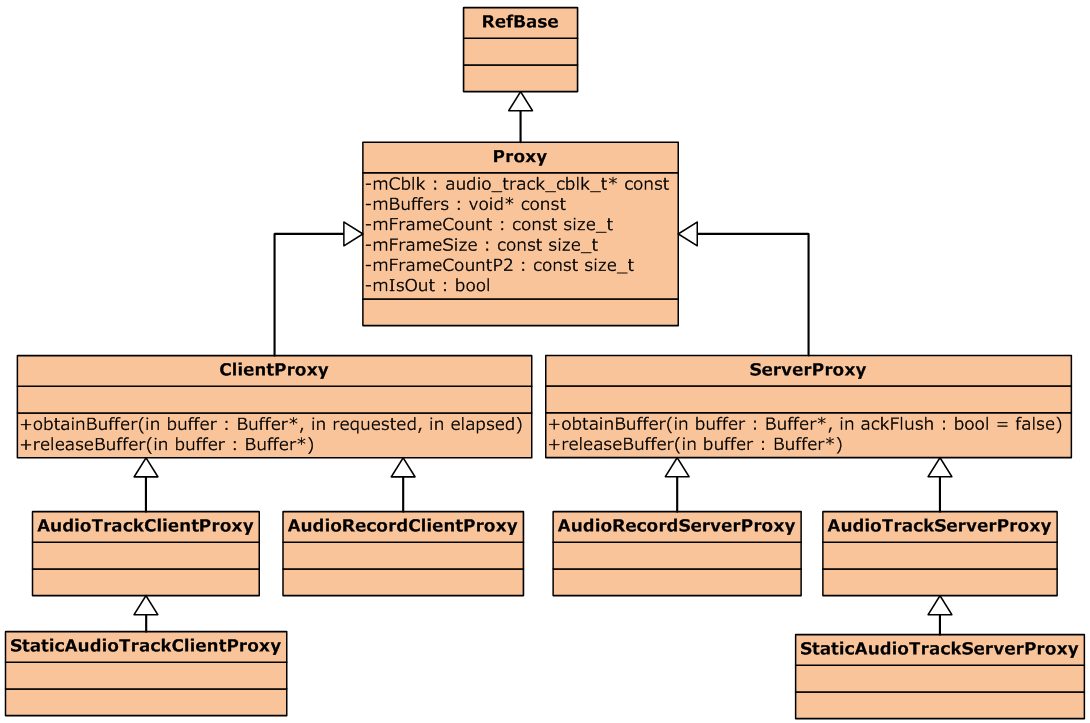 RefBase
Proxy
-mCblk : audio_track_cblk_t* const
-mBuffers : void* const
-mFrameCount : const size_t
-mFrameSize : const size_t
-mFrameCountP2 : const size_t
-mIsOut : bool
ClientProxy
+obtainBuffer(in buffer : Buffer*, in requested, in elapsed)
+releaseBuffer(in buffer : Buffer*)
ServerProxy
+obtainBuffer(in buffer : Buffer*, in ackFlush : bool = false)
+releaseBuffer(in buffer : Buffer*)
AudioTrackClientProxy
AudioRecordClientProxy
AudioRecordServerProxy
AudioTrackServerProxy
StaticAudioTrackClientProxy
StaticAudioTrackServerProxy